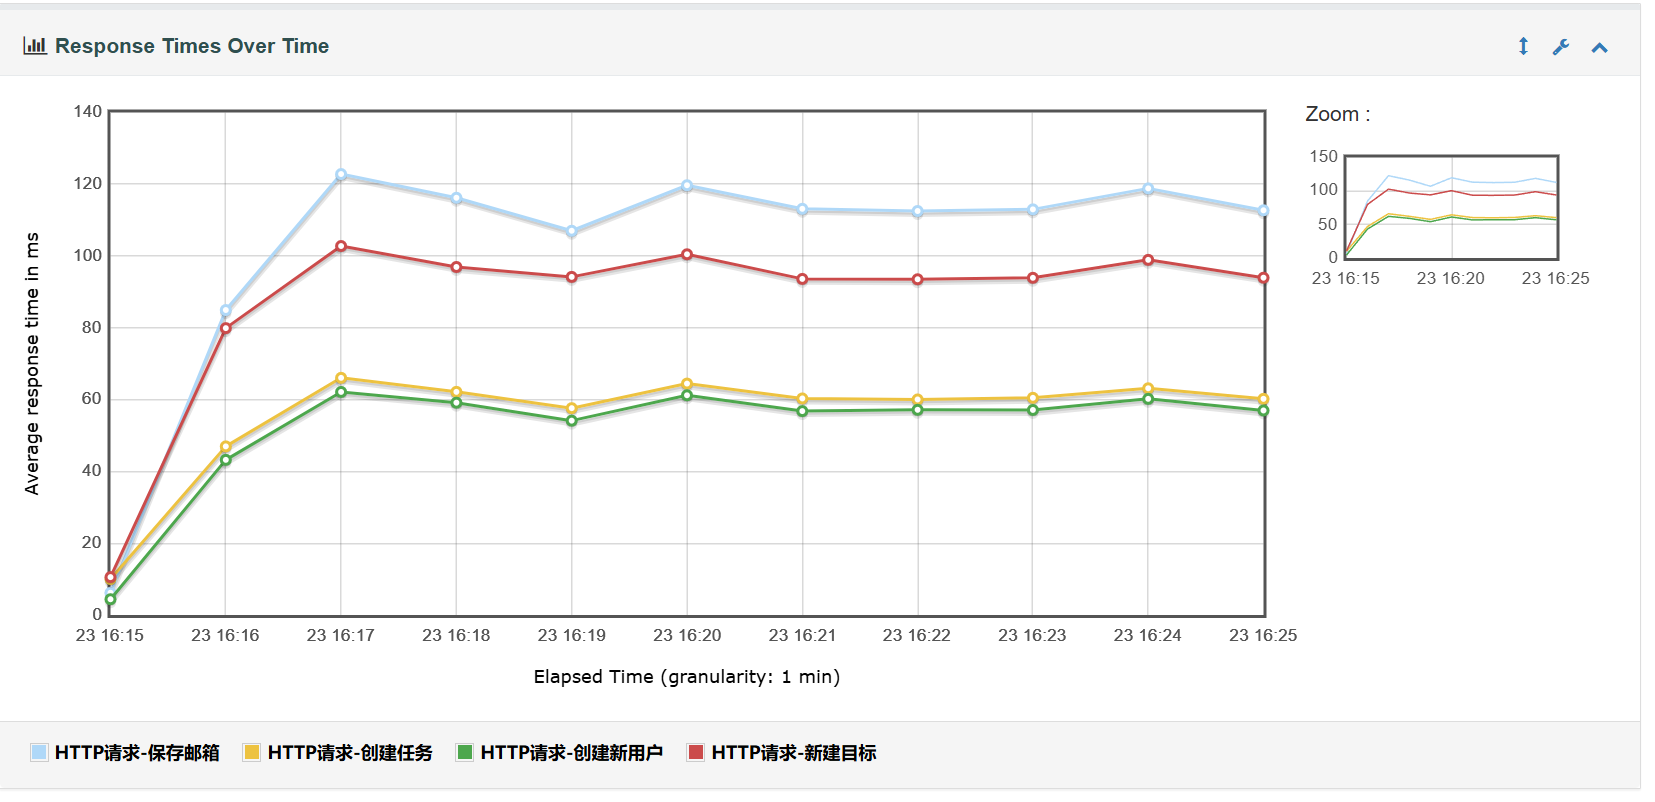 Response Times Over Time
Zoom :
140
120
100
80
60
40
20
0
Average response time in ms
23 16:15 23 16:16 23 16:17 23 16:18 23 16:19 23 16:20 23 16:21 23 16:22 23 16:23 23 16:24 23 16:25
Elapsed Time (granularity: 1 min)
150
100
50
0
23 16:15 23 16:20 23 16:25
HTTP请求-保存邮箱 HTTP请求-创建任务 HTTP请求-创建新用户 HTTP请求-新建目标